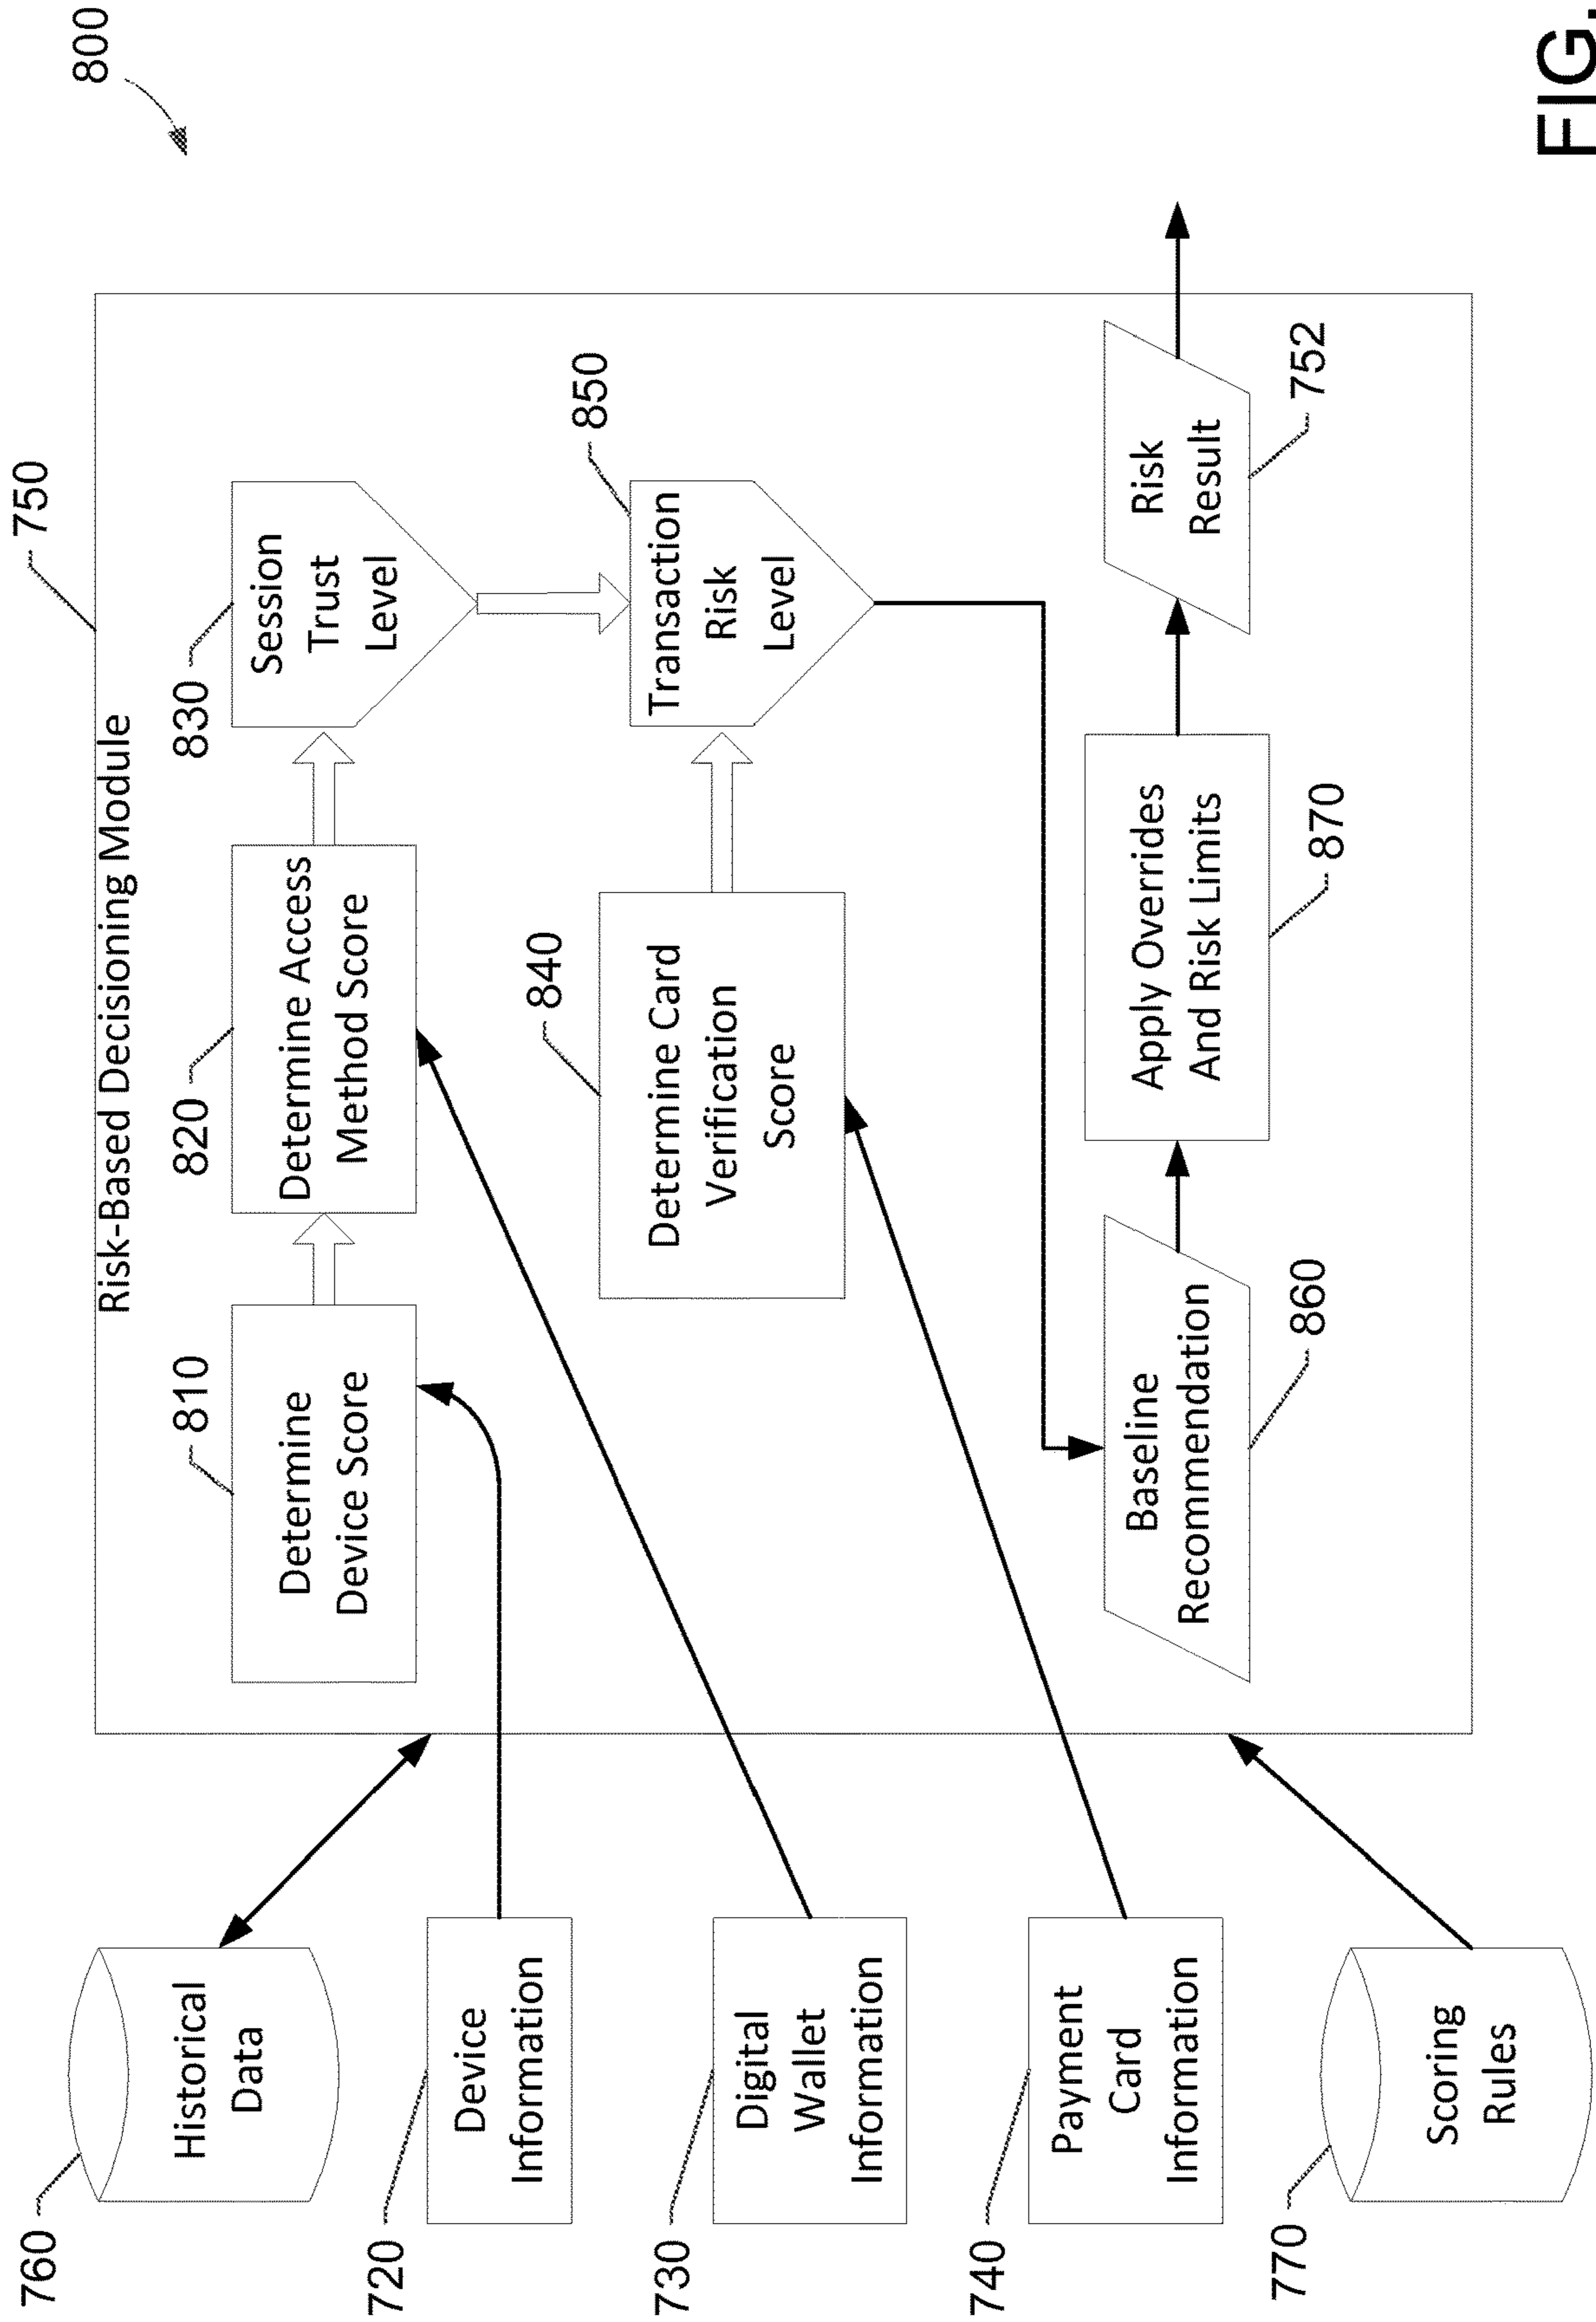 800
750
Risk-Based Decisioning Module
760
Historical
Data
810
Determine
Device Score
820
Determine Access
Method Score
830
Session
Trust
Level
720
Device
Information
840
Determine Card
Verification
Score
850
Transaction
Risk
Level
730
Digital
Wallet
Information
740
Payment
Card
Information
Baseline
Recommendation
860
Apply Overrides
And Risk Limits
870
Risk
Result
752
770
Scoring
Rules
FIG.